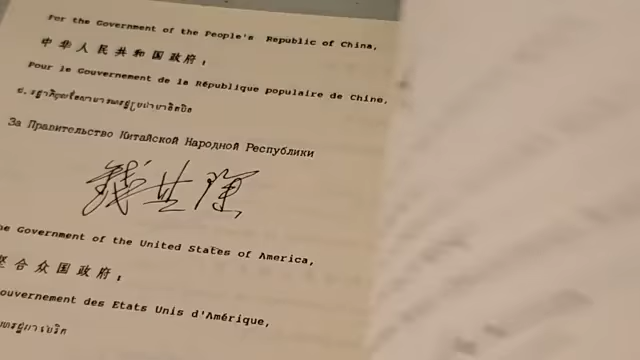 For the Government of the People's Republic of China,
中华人民共和国政府:
Pour le Gouvernement de la République populaire de Chine,
За Правительство Китайской Народной Республики
the Government of the United States of America,
合众国政府:
Gouvernement des Etats Unis d'Amérique,